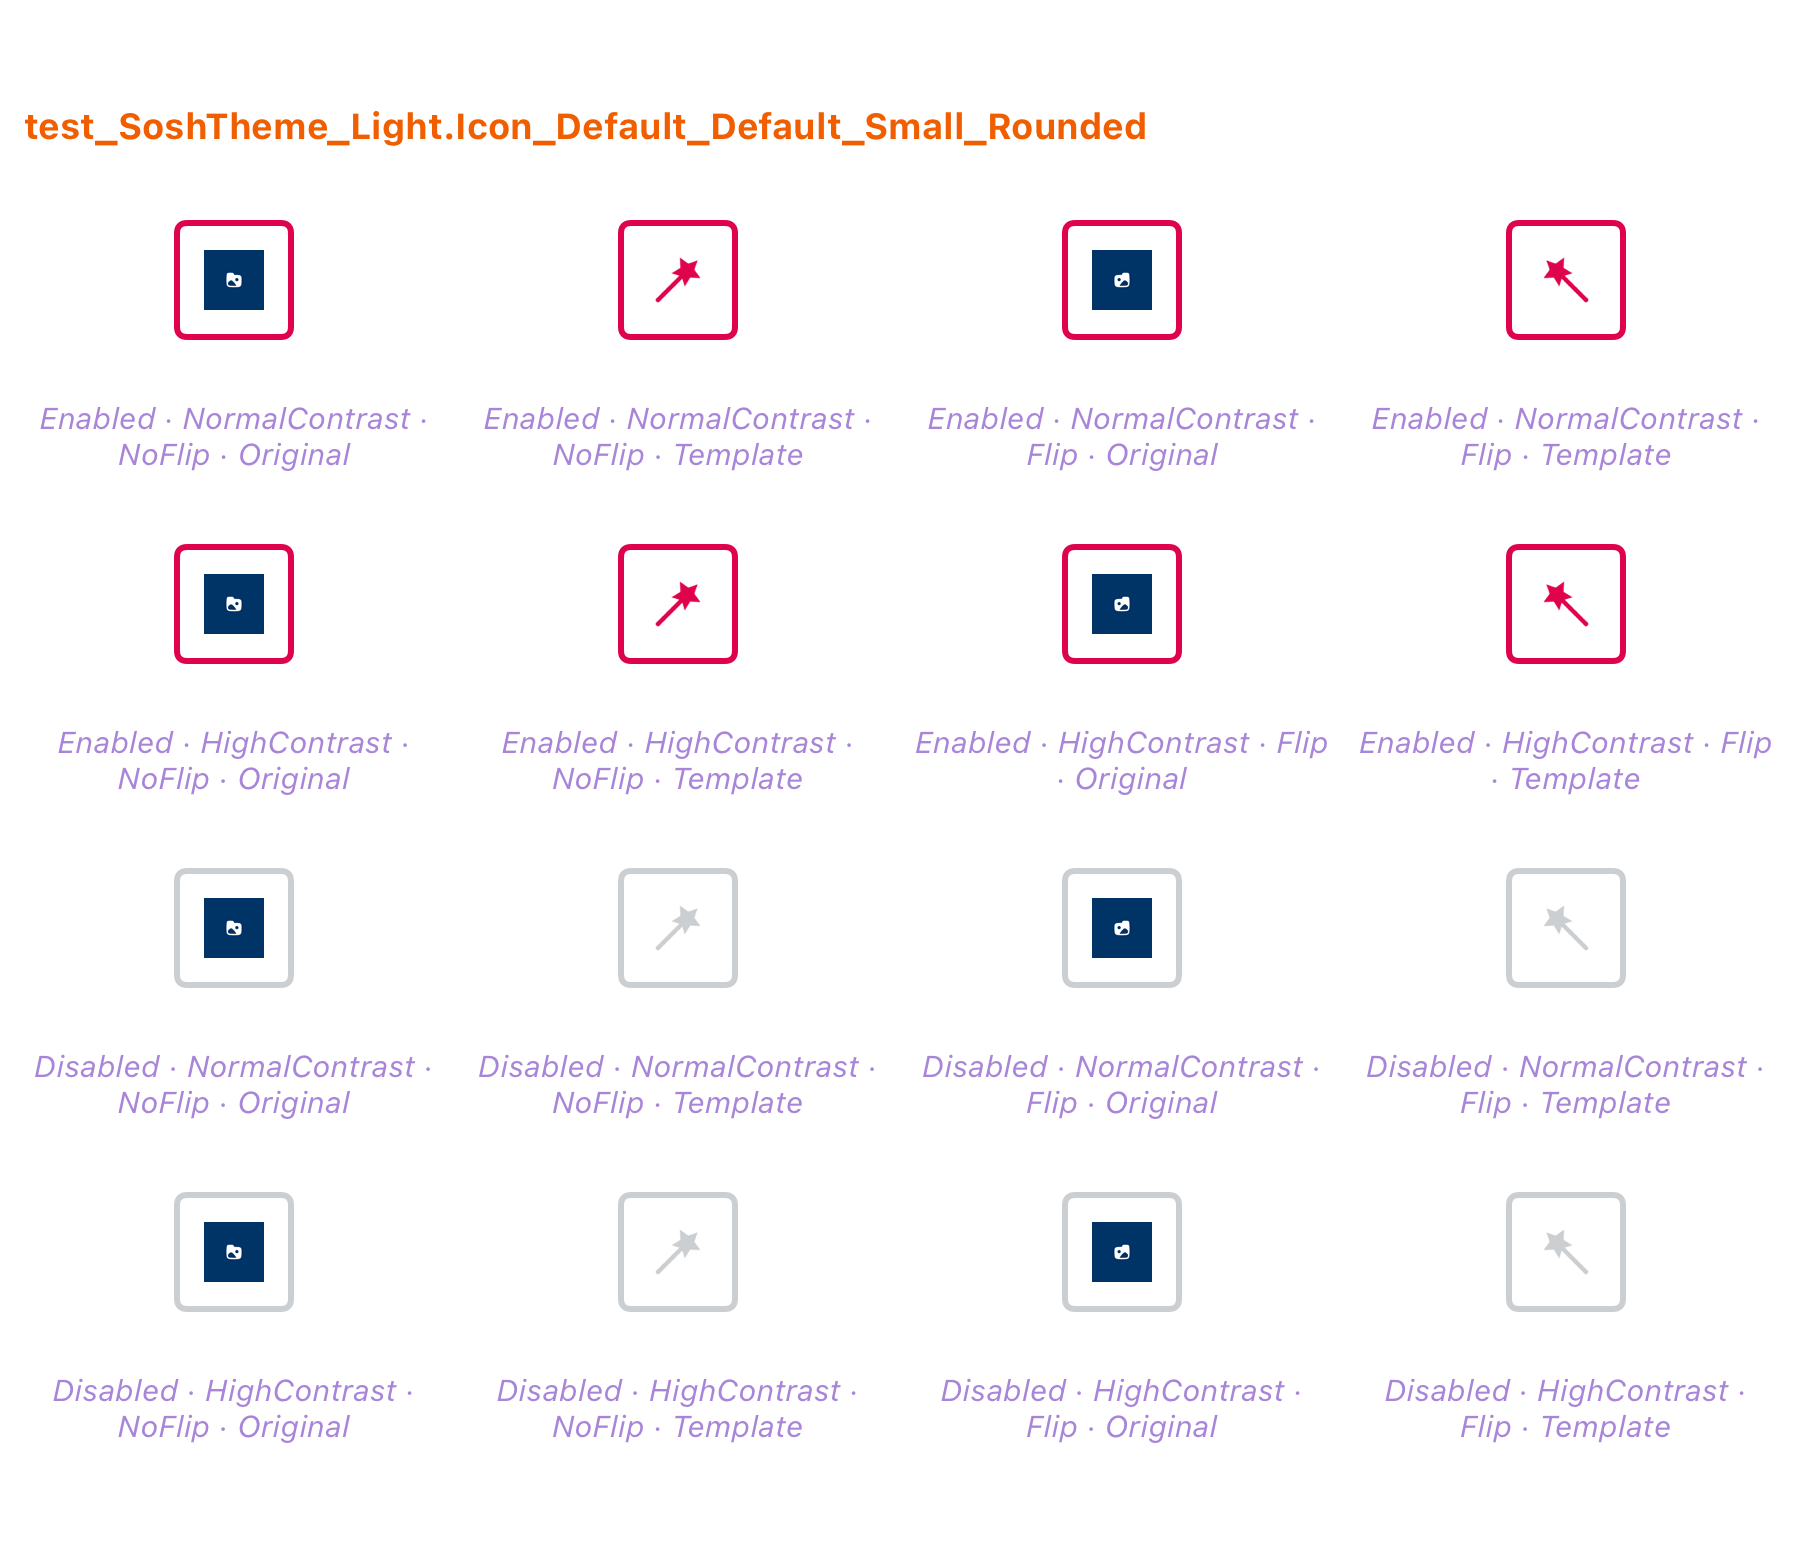 test_SoshTheme_Light.Icon_Default_Default_Small_Rounded
Enabled · NormalContrast ·
NoFlip · Original
Enabled · NormalContrast ·
NoFlip · Template
Enabled · NormalContrast ·
Flip · Original
Enabled · NormalContrast ·
Flip · Template
Enabled · HighContrast ·
NoFlip · Original
Enabled · HighContrast ·
NoFlip · Template
Enabled · HighContrast · Flip
· Original
Enabled · HighContrast · Flip
· Template
Disabled · NormalContrast ·
NoFlip · Original
Disabled · NormalContrast ·
NoFlip · Template
Disabled · NormalContrast ·
Flip · Original
Disabled · NormalContrast ·
Flip · Template
Disabled · HighContrast ·
NoFlip · Original
Disabled · HighContrast ·
NoFlip · Template
Disabled · HighContrast ·
Flip · Original
Disabled · HighContrast ·
Flip · Template